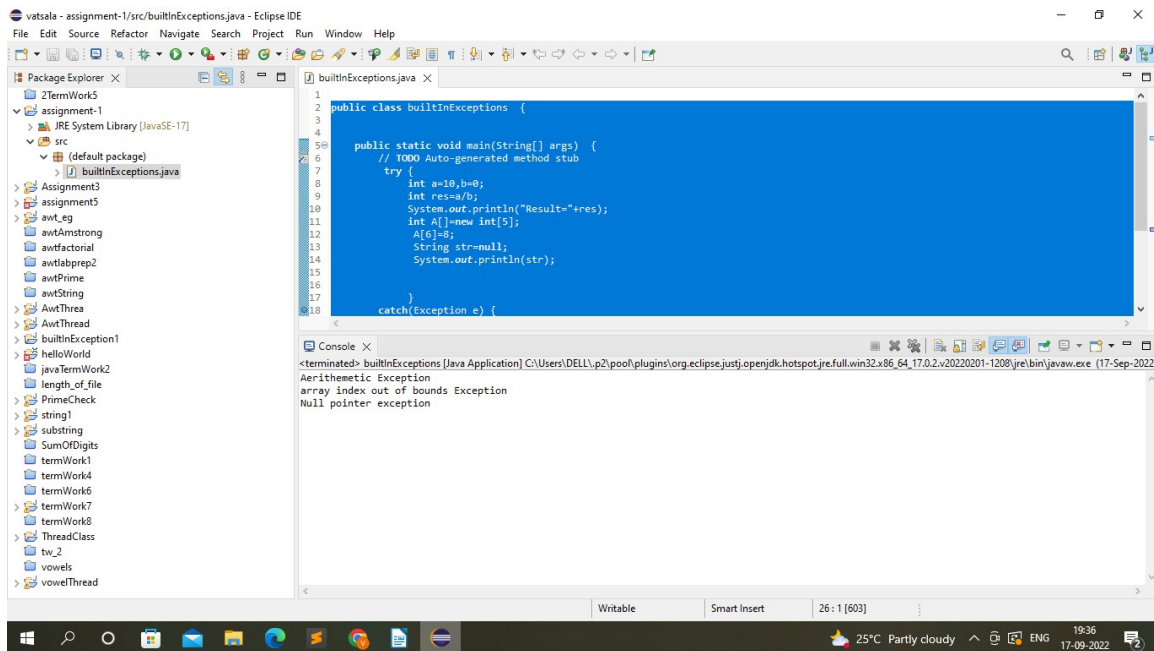 vatsala - assignment-1/src/builtInExceptions.java - Eclipse IDE
File Edit Source Refactor Navigate Search Project Run Window Help
Package Explorer
2TermWork5
assignment-1
JRE System Library [JavaSE-17]
src
(default package)
builtInExceptions.java
Assignment3
assignment5
awt_eg
awtAmstrong
awtfactorial
awtlabprep2
awtPrime
awtString
AwtThrea
AwtThread
builtInException1
helloWorld
javaTermWork2
length_of_file
PrimeCheck
string1
substring
SumOfDigits
termWork1
termWork4
termWork6
termWork7
termWork8
ThreadClass
tw_2
vowels
vowelThread
builtInExceptions.java
1
2 public class builtInExceptions {
3
4
5 public static void main(String[] args) {
6 // TODO Auto-generated method stub
7 try {
8 int a=10,b=0;
9 int res=a/b;
10 System.out.println("Result="+res);
11 int A[]=new int[5];
12 A[6]=8;
13 String str=null;
14 System.out.println(str);
15
16
17 }
18 catch(Exception e) {
Console
<terminated> builtInExceptions [Java Application] C:\Users\DELL\.p2\pool\plugins\org.eclipse.justj.openjdk.hotspot.jre.full.win32.x86_64_17.0.2.v20220201-1208\jre\bin\javaw.exe (17-Sep-2022
Aerithemetic Exception
array index out of bounds Exception
Null pointer exception
Writable Smart Insert 26 : 1 [603]
25°C Partly cloudy ENG 19:36
17-09-2022
2